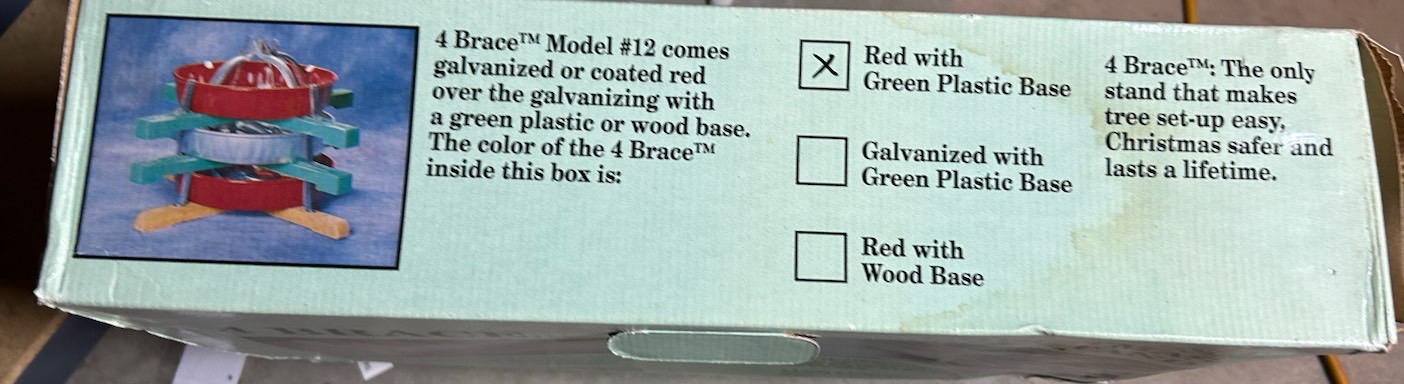 4 Brace™ Model #12 comes
galvanized or coated red
over the galvanizing with
a green plastic or wood base.
The color of the 4 Brace™
inside this box is:
X Red with
Green Plastic Base
Galvanized with
Green Plastic Base
Red with
Wood Base
4 Brace™: The only
stand that makes
tree set-up easy,
Christmas safer and
lasts a lifetime.